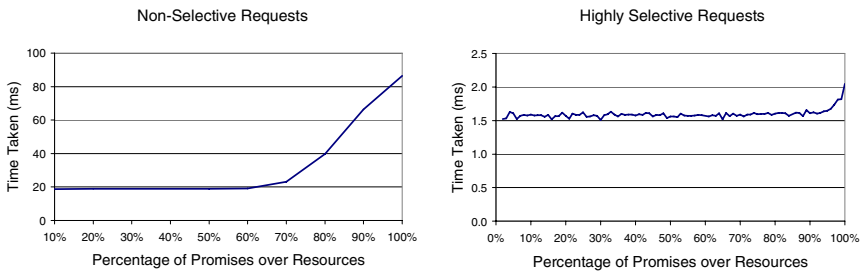 Non-Selective Requests
100
80
60
40
20
0
Time Taken (ms)
10% 20% 30% 40% 50% 60% 70% 80% 90% 100%
Percentage of Promises over Resources
Highly Selective Requests
2.5
2.0
1.5
1.0
0.5
0.0
Time Taken (ms)
0% 10% 20% 30% 40% 50% 60% 70% 80% 90% 100%
Percentage of Promises over Resources